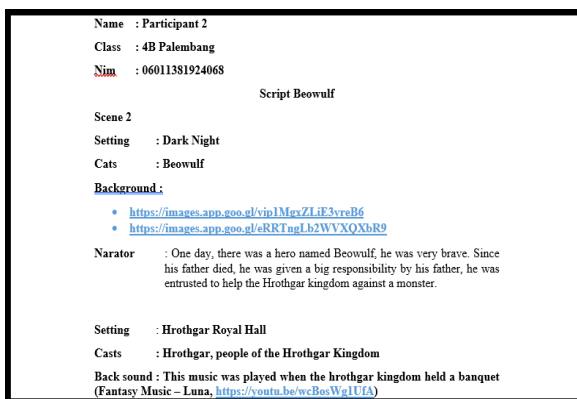 Name : Participant 2
Class : 4B Palembang
Nim : 06011381924068
Script Beowulf
Scene 2
Setting : Dark Night
Cats : Beowulf
Background :
• https://images.app.goo.gl/vip1MgxZLiE3yreB6
• https://images.app.goo.gl/eRRTngLb2WVXQXbR9
Narator : One day, there was a hero named Beowulf, he was very brave. Since
his father died, he was given a big responsibility by his father, he was
entrusted to help the Hrothgar kingdom against a monster.
Setting : Hrothgar Royal Hall
Casts : Hrothgar, people of the Hrothgar Kingdom
Back sound : This music was played when the hrothgar kingdom held a banquet
(Fantasy Music – Luna, https://youtu.be/wcBosWg1UfA)